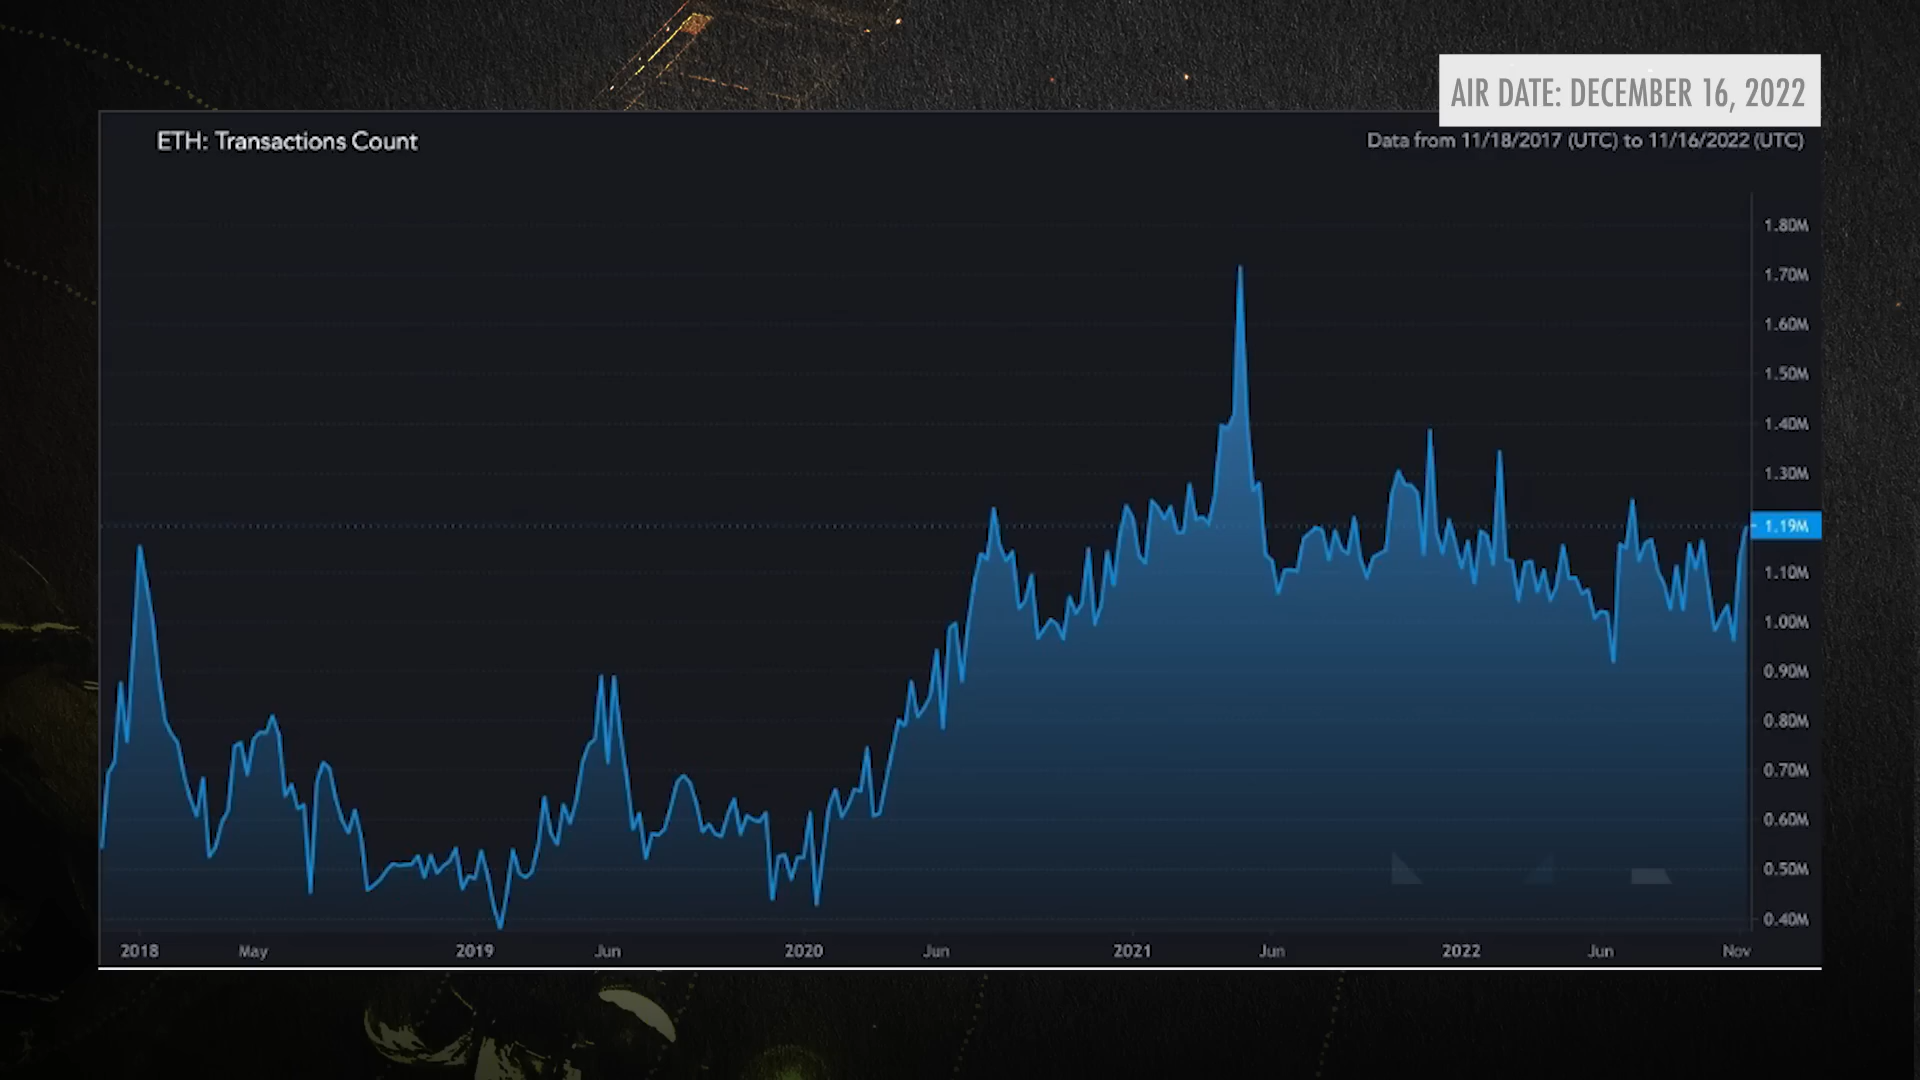 AIR DATE: DECEMBER 16, 2022
ETH: Transactions Count
Data from 11/18/2017 (UTC) to 11/16/2022 (UTC)
1.80M
1.70M
1.60M
1.50M
1.40M
1.30M
1.19M
1.10M
1.00M
0.90M
0.80M
0.70M
0.60M
0.50M
0.40M
2018 May 2019 Jun 2020 Jun 2021 Jun 2022 Jun Nov